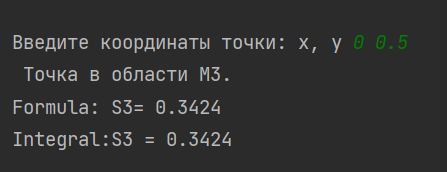 Введите координаты точки: x, y 0 0.5
Точка в области M3.
Formula: S3= 0.3424
Integral:S3 = 0.3424